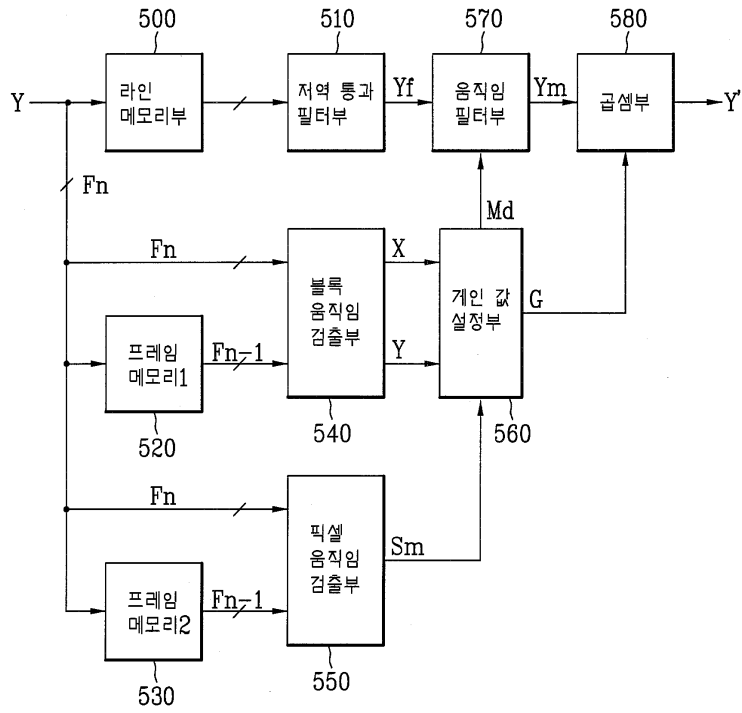 500
510
570
580
Y
라인
메모리부
저역 통과
필터부
Yf
움직임
필터부
Ym
곱셈부
Y'
Fn
Md
Fn
블록
움직임
검출부
X
Y
게인 값
설정부
G
프레임
메모리1
Fn-1
520
540
560
Fn
픽셀
움직임
검출부
Sm
프레임
메모리2
Fn-1
530
550